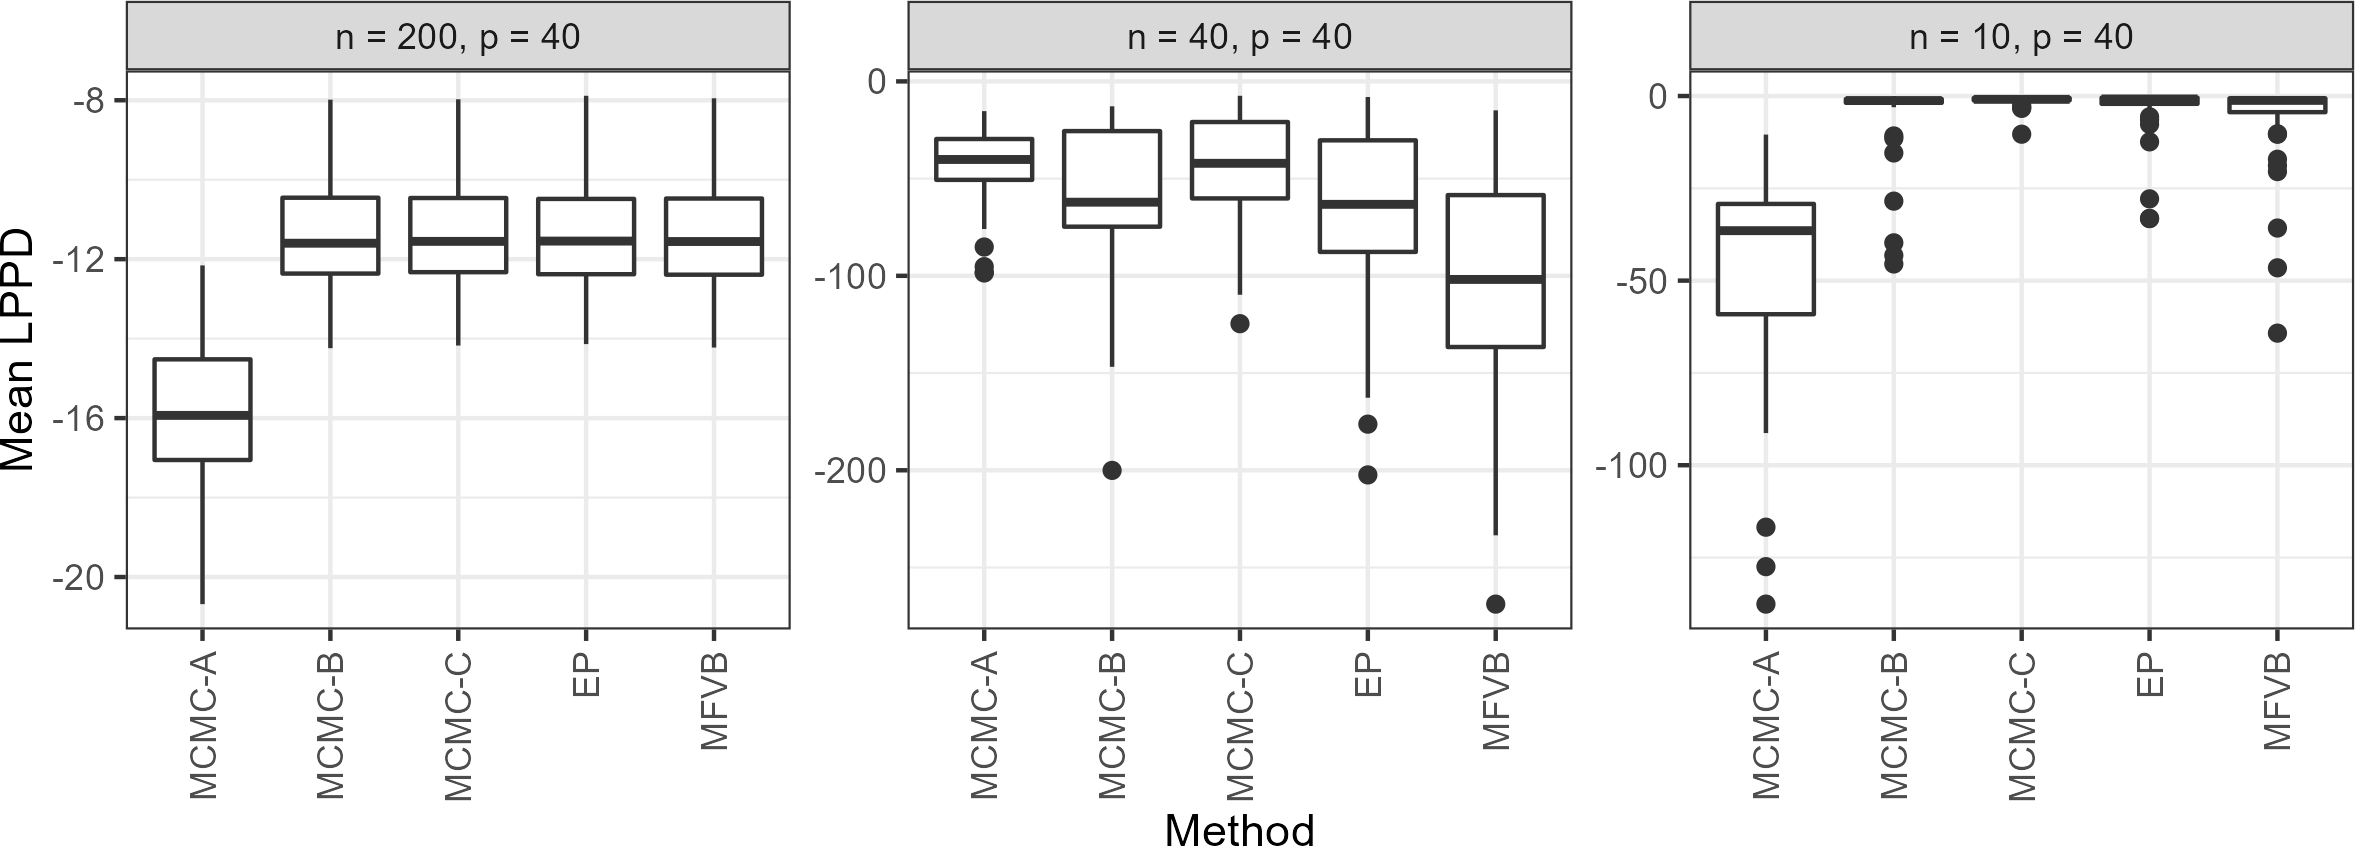 n = 200, p = 40
n = 40, p = 40
n = 10, p = 40
Mean LPPD
-8
-12
-16
-20
0
-100
-200
0
-50
-100
MCMC-A
MCMC-B
MCMC-C
EP
MFVB
MCMC-A
MCMC-B
MCMC-C
EP
MFVB
MCMC-A
MCMC-B
MCMC-C
EP
MFVB
Method